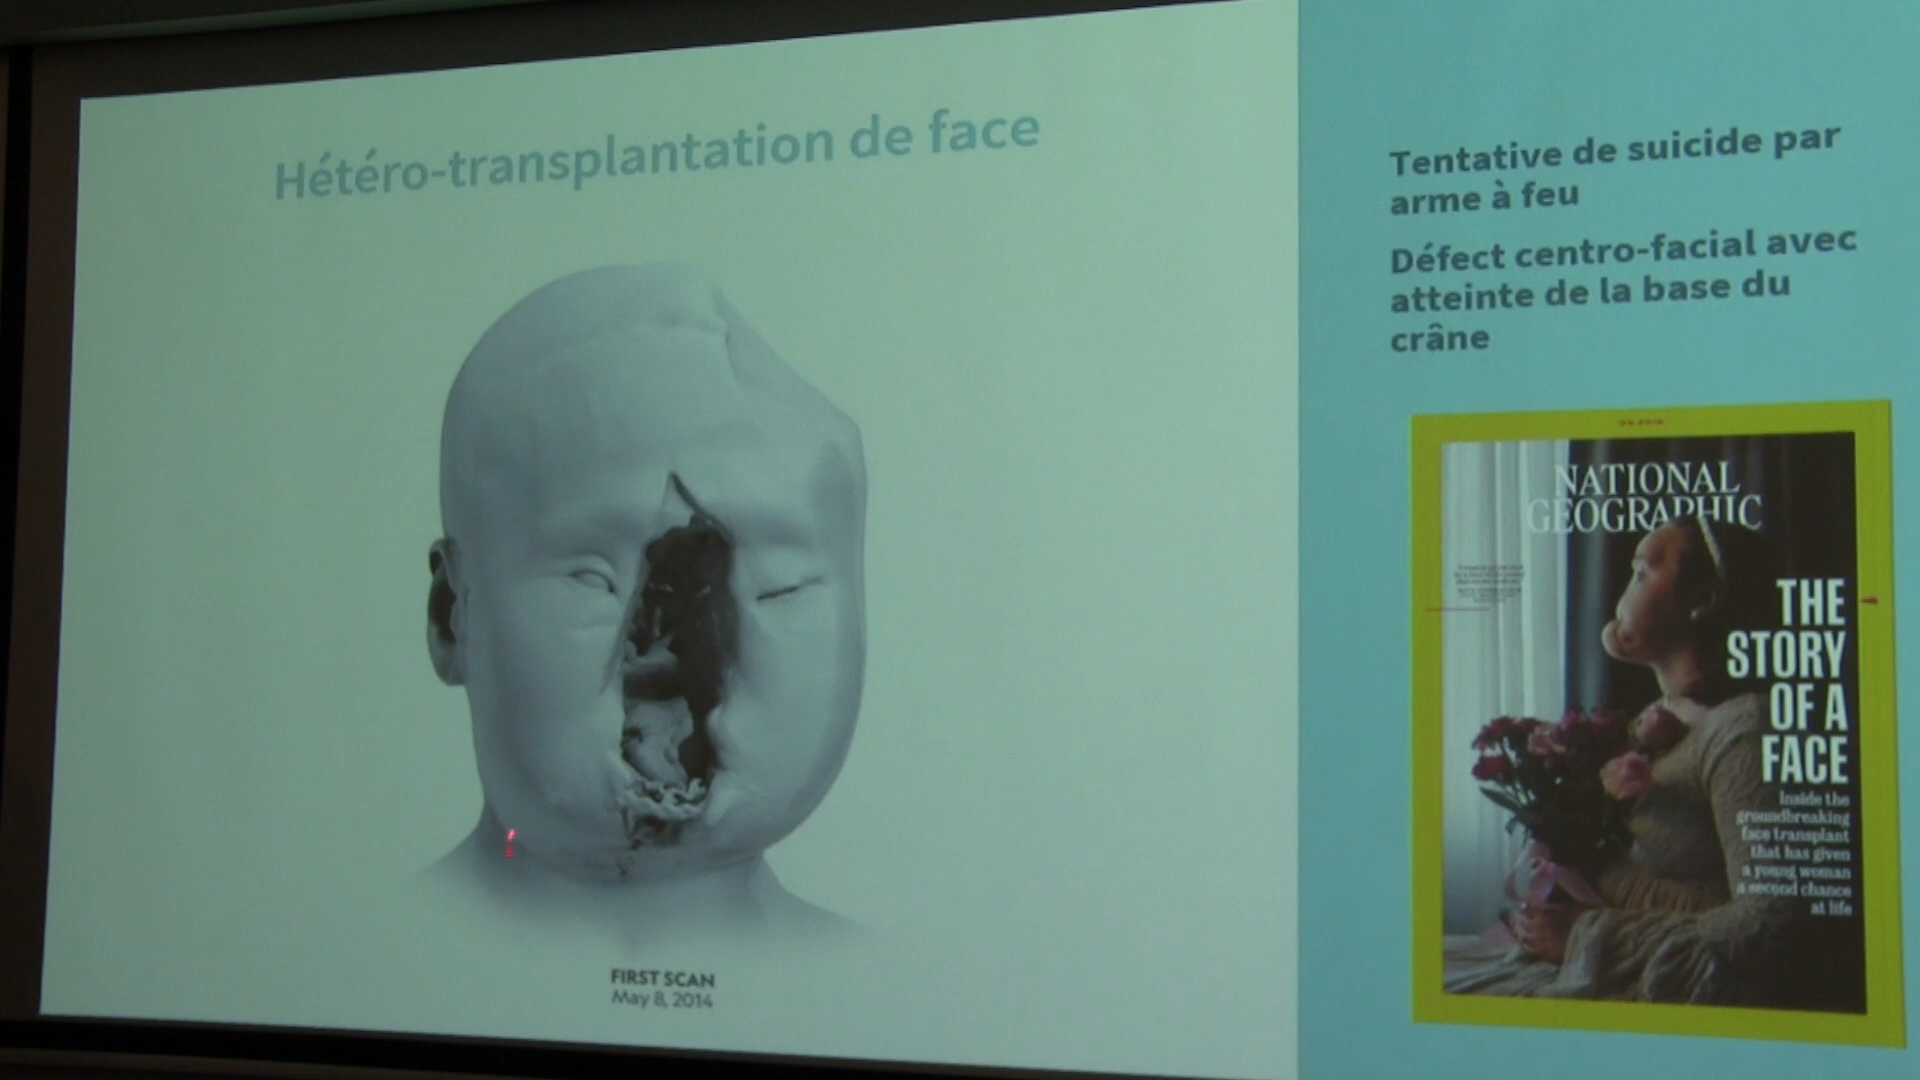 Hétéro-transplantation de face
FIRST SCAN
May 8, 2014
Tentative de suicide par
arme à feu
Défect centro-facial avec
atteinte de la base du
crâne
NATIONAL
GEOGRAPHIC
THE
STORY
OF A
FACE
Inside the
groundbreaking
face transplant
that has given
a young woman
a second chance
at life